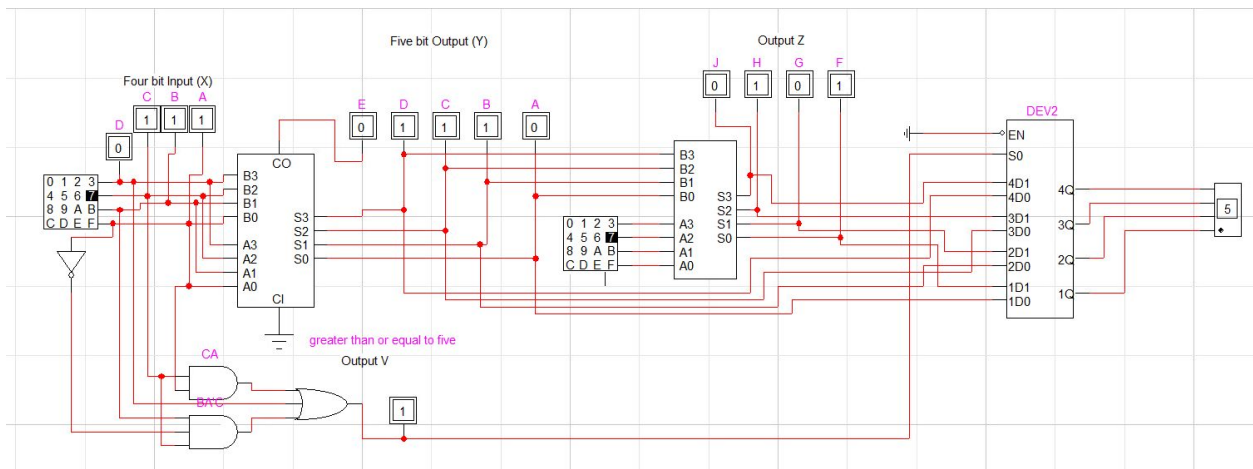 Five bit Output (Y)
Output Z
Four bit Input (X)
J H G F
0 1 0 1
C B A
1 1 1
E D C B A
0 1 1 1 0
D
0
DEV2
EN
S0
4D1
4D0
3D1
3D0
2D1
2D0
1D1
1D0
4Q
3Q
2Q
1Q
5
CO
B3
B2
B1
B0
A3
A2
A1
A0
CI
S3
S2
S1
S0
0 1 2 3
4 5 6 7
8 9 A B
C D E F
B3
B2
B1
B0
A3
A2
A1
A0
S3
S2
S1
S0
0 1 2 3
4 5 6 7
8 9 A B
C D E F
greater than or equal to five
Output V
CA
BA'C
1